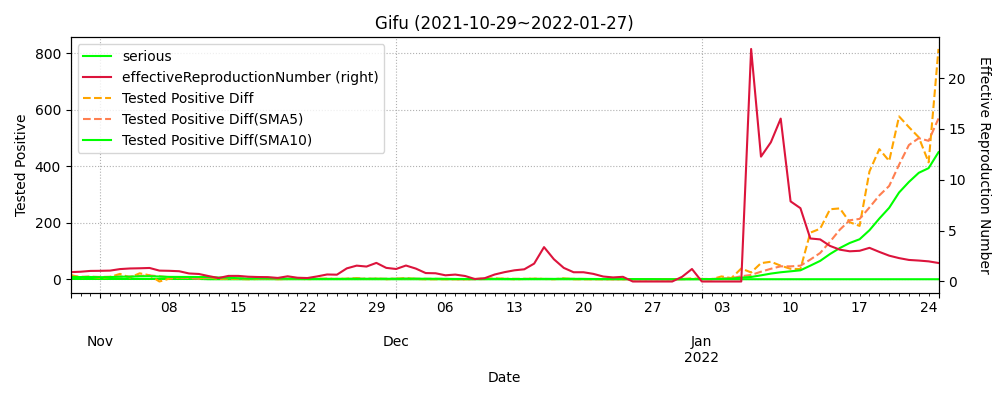 Gifu (2021-10-29~2022-01-27)
serious
effectiveReproductionNumber (right)
Tested Positive Diff
Tested Positive Diff(SMA5)
Tested Positive Diff(SMA10)
Tested Positive
800
600
400
200
0
Effective Reproduction Number
20
15
10
5
0
08 15 22 29 06 13 20 27 03 10 17 24
Nov Dec Jan
2022
Date